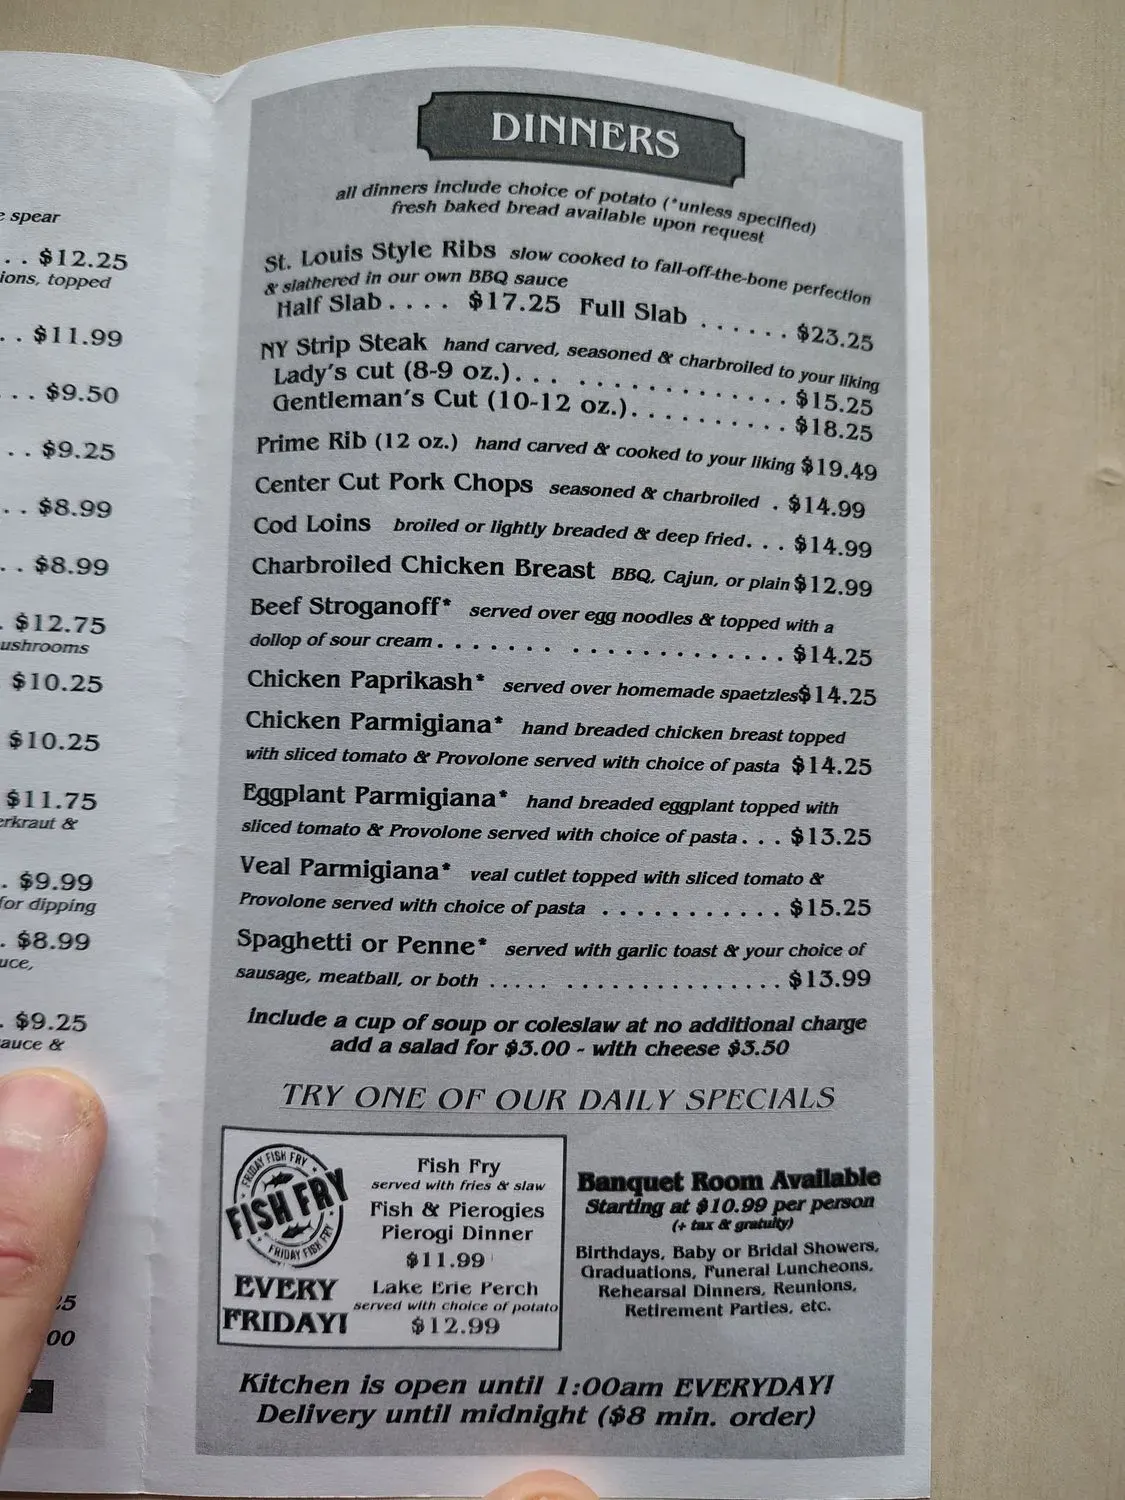 e spear
. . $12.25
ions, topped
. . $11.99
. . . $9.50
. . $9.25
. . $8.99
. . $8.99
. $12.75
ushrooms
$10.25
$10.25
$11.75
erkraut &
. $9.99
for dipping
. $8.99
uce,
. $9.25
auce &
25
00
DINNERS
all dinners include choice of potato (*unless specified)
fresh baked bread available upon request
St. Louis Style Ribs slow cooked to fall-off-the-bone perfection
& slathered in our own BBQ sauce
Half Slab . . . . $17.25 Full Slab . . . . . . $23.25
NY Strip Steak hand carved, seasoned & charbroiled to your liking
Lady's cut (8-9 oz.) . . . . . . . . . . . . . . . $15.25
Gentleman's Cut (10-12 oz.) . . . . . . . . . $18.25
Prime Rib (12 oz.) hand carved & cooked to your liking $19.49
Center Cut Pork Chops seasoned & charbroiled . $14.99
Cod Loins broiled or lightly breaded & deep fried. . . $14.99
Charbroiled Chicken Breast BBQ, Cajun, or plain $12.99
Beef Stroganoff* served over egg noodles & topped with a
dollop of sour cream . . . . . . . . . . . . . . . . . . . $14.25
Chicken Paprikash* served over homemade spaetzles $14.25
Chicken Parmigiana* hand breaded chicken breast topped
with sliced tomato & Provolone served with choice of pasta $14.25
Eggplant Parmigiana* hand breaded eggplant topped with
sliced tomato & Provolone served with choice of pasta . . . $13.25
Veal Parmigiana* veal cutlet topped with sliced tomato &
Provolone served with choice of pasta . . . . . . . . . . . $15.25
Spaghetti or Penne* served with garlic toast & your choice of
sausage, meatball, or both . . . . . . . . . . . . . . . . . . . $13.99
include a cup of soup or coleslaw at no additional charge
add a salad for $3.00 - with cheese $3.50
TRY ONE OF OUR DAILY SPECIALS
FRIDAY FISH FRY
FISH FRY
FRIDAY FISH FRY
EVERY
FRIDAY!
Fish Fry
served with fries & slaw
Fish & Pierogies
Pierogi Dinner
$11.99
Lake Erie Perch
served with choice of potato
$12.99
Banquet Room Available
Starting at $10.99 per person
(+ tax & gratuity)
Birthdays, Baby or Bridal Showers,
Graduations, Funeral Luncheons,
Rehearsal Dinners, Reunions,
Retirement Parties, etc.
Kitchen is open until 1:00am EVERYDAY!
Delivery until midnight ($8 min. order)